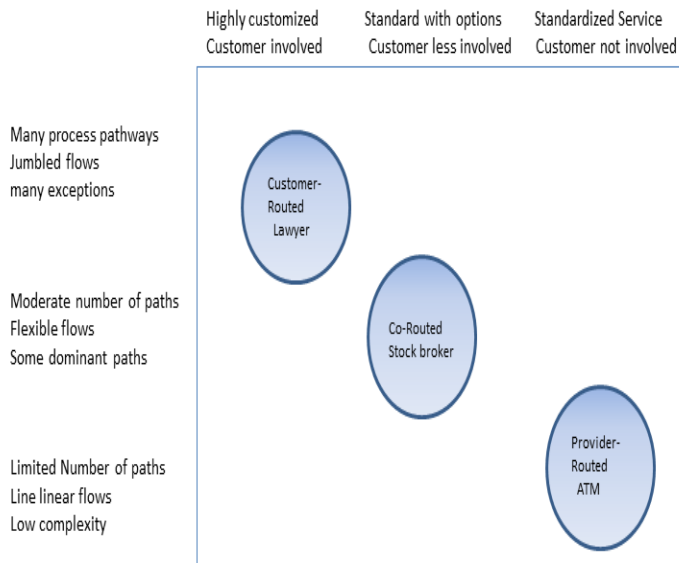 Highly customized
Customer involved
Standard with options
Customer less involved
Standardized Service
Customer not involved
Many process pathways
Jumbled flows
many exceptions
Customer-
Routed
Lawyer
Moderate number of paths
Flexible flows
Some dominant paths
Co-Routed
Stock broker
Limited Number of paths
Line linear flows
Low complexity
Provider-
Routed
ATM